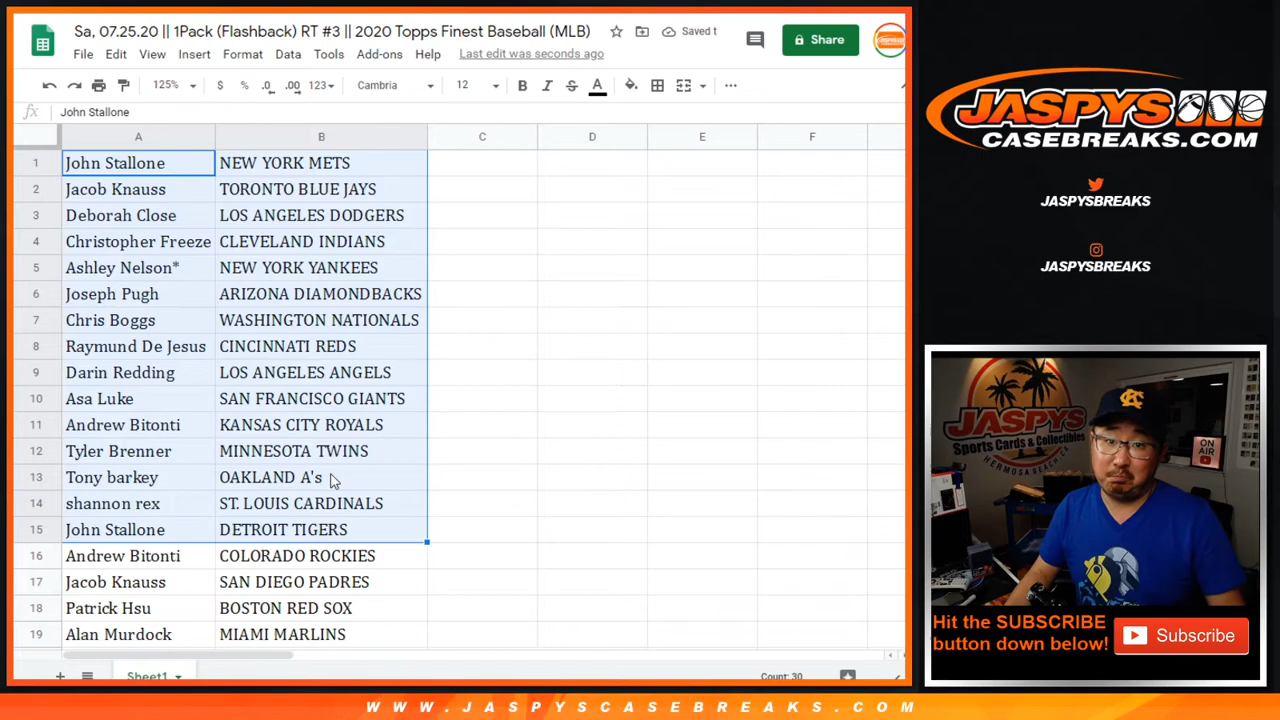 Sa, 07.25.20 || 1Pack (Flashback) RT #3 || 2020 Topps Finest Baseball (MLB)
Saved t
File Edit View Insert Format Data Tools Add-ons Help Last edit was seconds ago
Share
125% $ % .0 .00 123 Cambria 12 B I S A
fx John Stallone
A B C D E F
1 John Stallone NEW YORK METS
2 Jacob Knauss TORONTO BLUE JAYS
3 Deborah Close LOS ANGELES DODGERS
4 Christopher Freeze CLEVELAND INDIANS
5 Ashley Nelson* NEW YORK YANKEES
6 Joseph Pugh ARIZONA DIAMONDBACKS
7 Chris Boggs WASHINGTON NATIONALS
8 Raymund De Jesus CINCINNATI REDS
9 Darin Redding LOS ANGELES ANGELS
10 Asa Luke SAN FRANCISCO GIANTS
11 Andrew Bitonti KANSAS CITY ROYALS
12 Tyler Brenner MINNESOTA TWINS
13 Tony barkey OAKLAND A's
14 shannon rex ST. LOUIS CARDINALS
15 John Stallone DETROIT TIGERS
16 Andrew Bitonti COLORADO ROCKIES
17 Jacob Knauss SAN DIEGO PADRES
18 Patrick Hsu BOSTON RED SOX
19 Alan Murdock MIAMI MARLINS
Sheet1
Count: 30
JASPYS
CASEBREAKS.COM
JASPYSBREAKS
JASPYSBREAKS
JASPYS
Sports Cards & Collectibles
ON
AIR
Hit the SUBSCRIBE
button down below!
Subscribe
WWW.JASPYSCASEBREAKS.COM